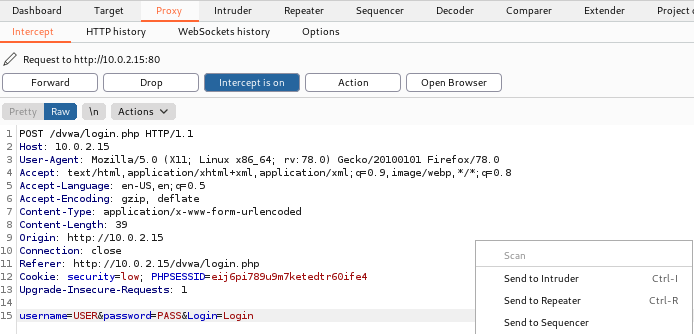 Dashboard Target Proxy Intruder Repeater Sequencer Decoder Comparer Extender Project o
Intercept HTTP history WebSockets history Options
Request to http://10.0.2.15:80
Forward Drop Intercept is on Action Open Browser
Pretty Raw \n Actions
1 POST /dvwa/login.php HTTP/1.1
2 Host: 10.0.2.15
3 User-Agent: Mozilla/5.0 (X11; Linux x86_64; rv:78.0) Gecko/20100101 Firefox/78.0
4 Accept: text/html,application/xhtml+xml,application/xml;q=0.9,image/webp,*/*;q=0.8
5 Accept-Language: en-US,en;q=0.5
6 Accept-Encoding: gzip, deflate
7 Content-Type: application/x-www-form-urlencoded
8 Content-Length: 39
9 Origin: http://10.0.2.15
10 Connection: close
11 Referer: http://10.0.2.15/dvwa/login.php
12 Cookie: security=low; PHPSESSID=eij6pi789u9m7ketedtr60ife4
13 Upgrade-Insecure-Requests: 1
14
15 username=USER&password=PASS&Login=Login
Scan
Send to Intruder Ctrl-I
Send to Repeater Ctrl-R
Send to Sequencer